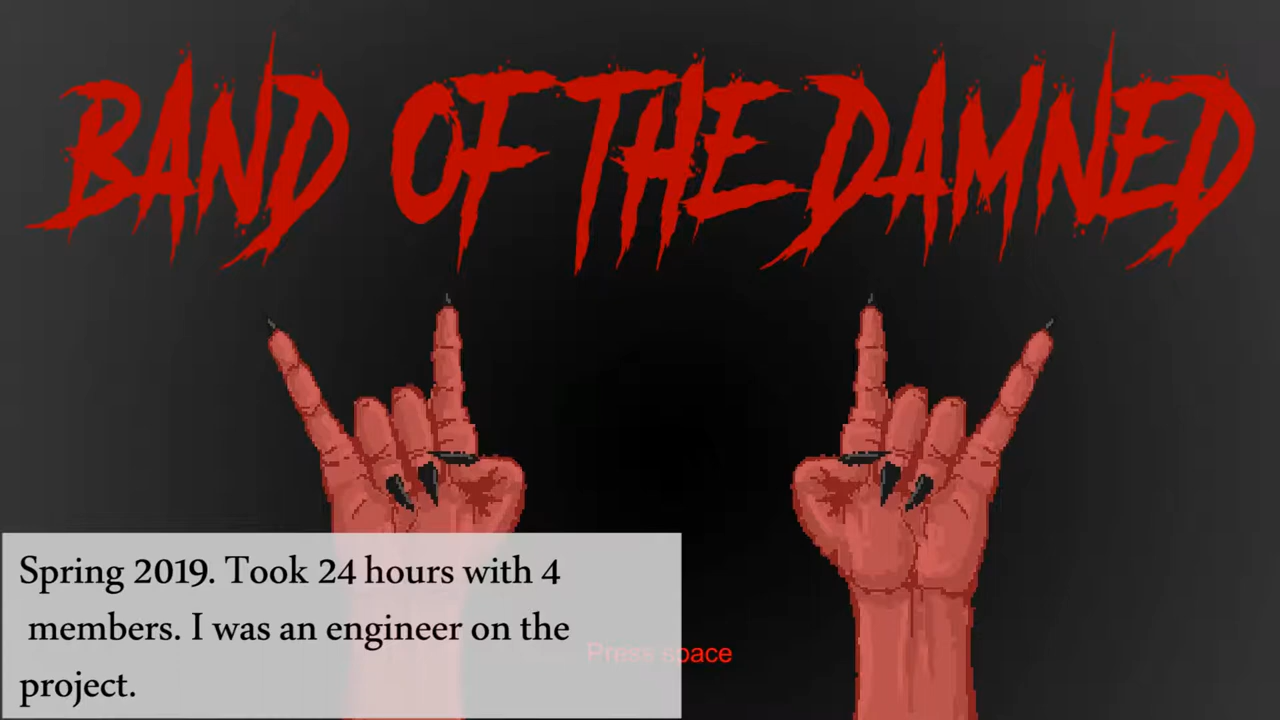 BAND OF THE DAMNED
Spring 2019. Took 24 hours with 4
members. I was an engineer on the
project.
Press space